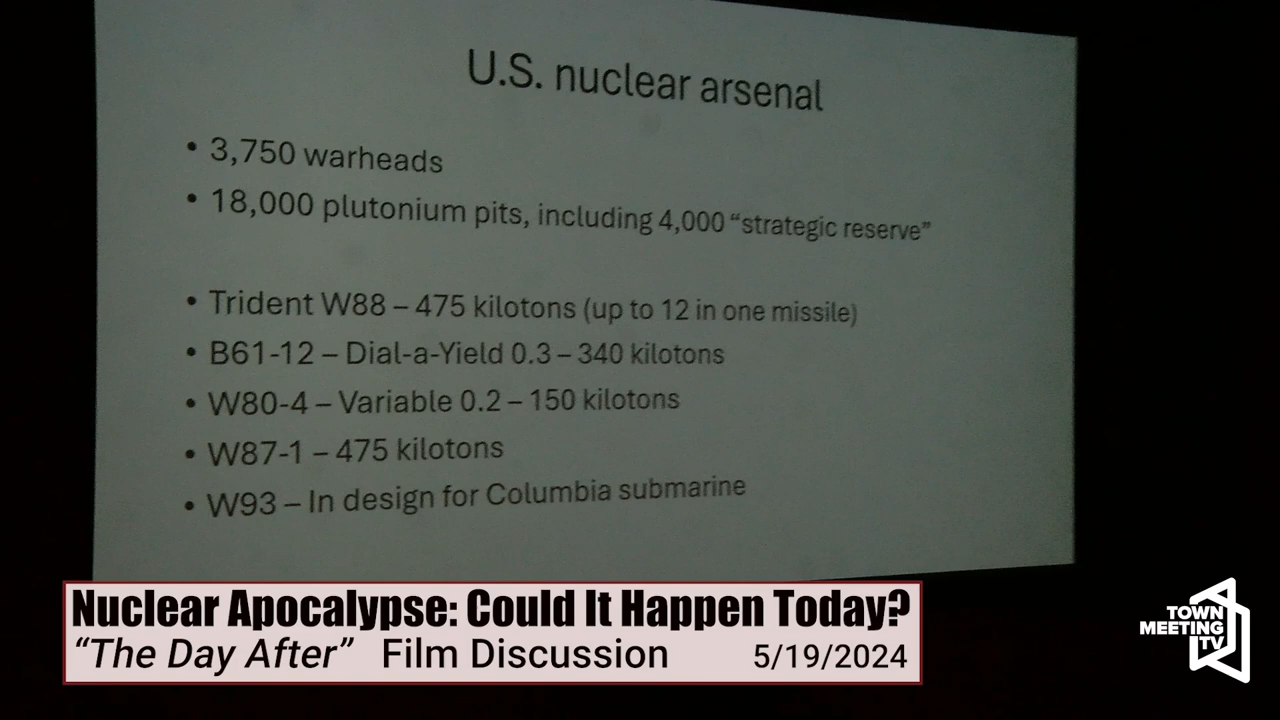 U.S. nuclear arsenal
• 3,750 warheads
• 18,000 plutonium pits, including 4,000 “strategic reserve”
• Trident W88 – 475 kilotons (up to 12 in one missile)
• B61-12 – Dial-a-Yield 0.3 – 340 kilotons
• W80-4 – Variable 0.2 – 150 kilotons
• W87-1 – 475 kilotons
• W93 – In design for Columbia submarine
Nuclear Apocalypse: Could It Happen Today?
“The Day After” Film Discussion 5/19/2024
TOWN
MEETING
TV